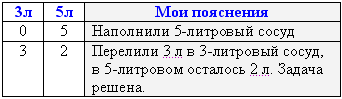 3л 5л Мои пояснения
0 5 Наполнили 5-литровый сосуд
3 2 Перелили 3 л в 3-литровый сосуд,
в 5-литровом осталось 2 л. Задача
решена.